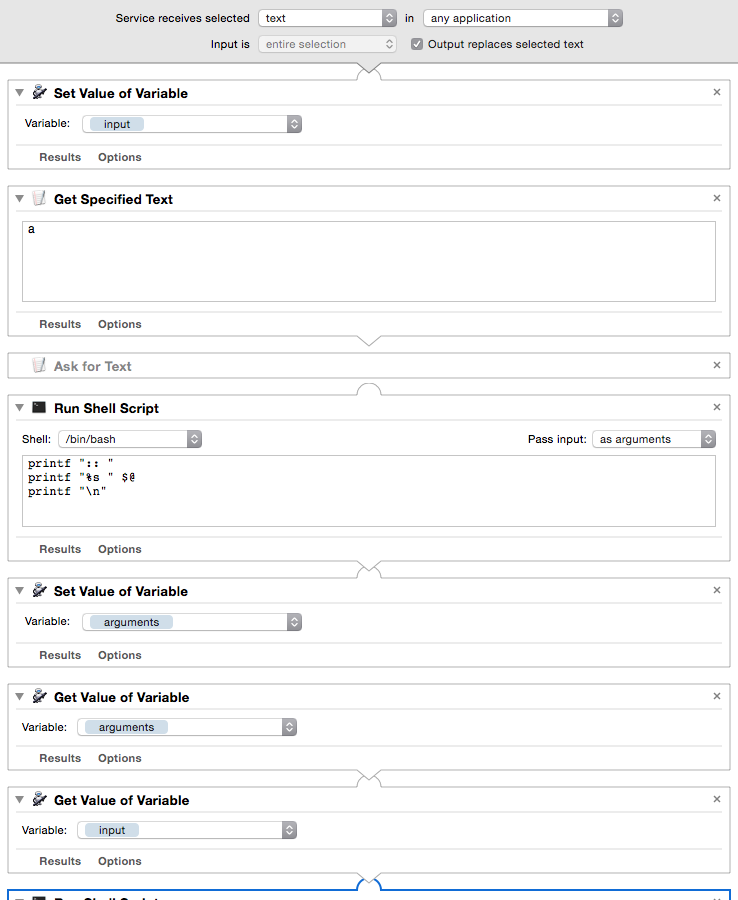 Service receives selected text in any application
Input is entire selection Output replaces selected text
Set Value of Variable
Variable: input
Results Options
Get Specified Text
a
Results Options
Ask for Text
Run Shell Script
Shell: /bin/bash Pass input: as arguments
printf ":: "
printf "%s " $@
printf "\n"
Results Options
Set Value of Variable
Variable: arguments
Results Options
Get Value of Variable
Variable: arguments
Results Options
Get Value of Variable
Variable: input
Results Options
Run Shell Script